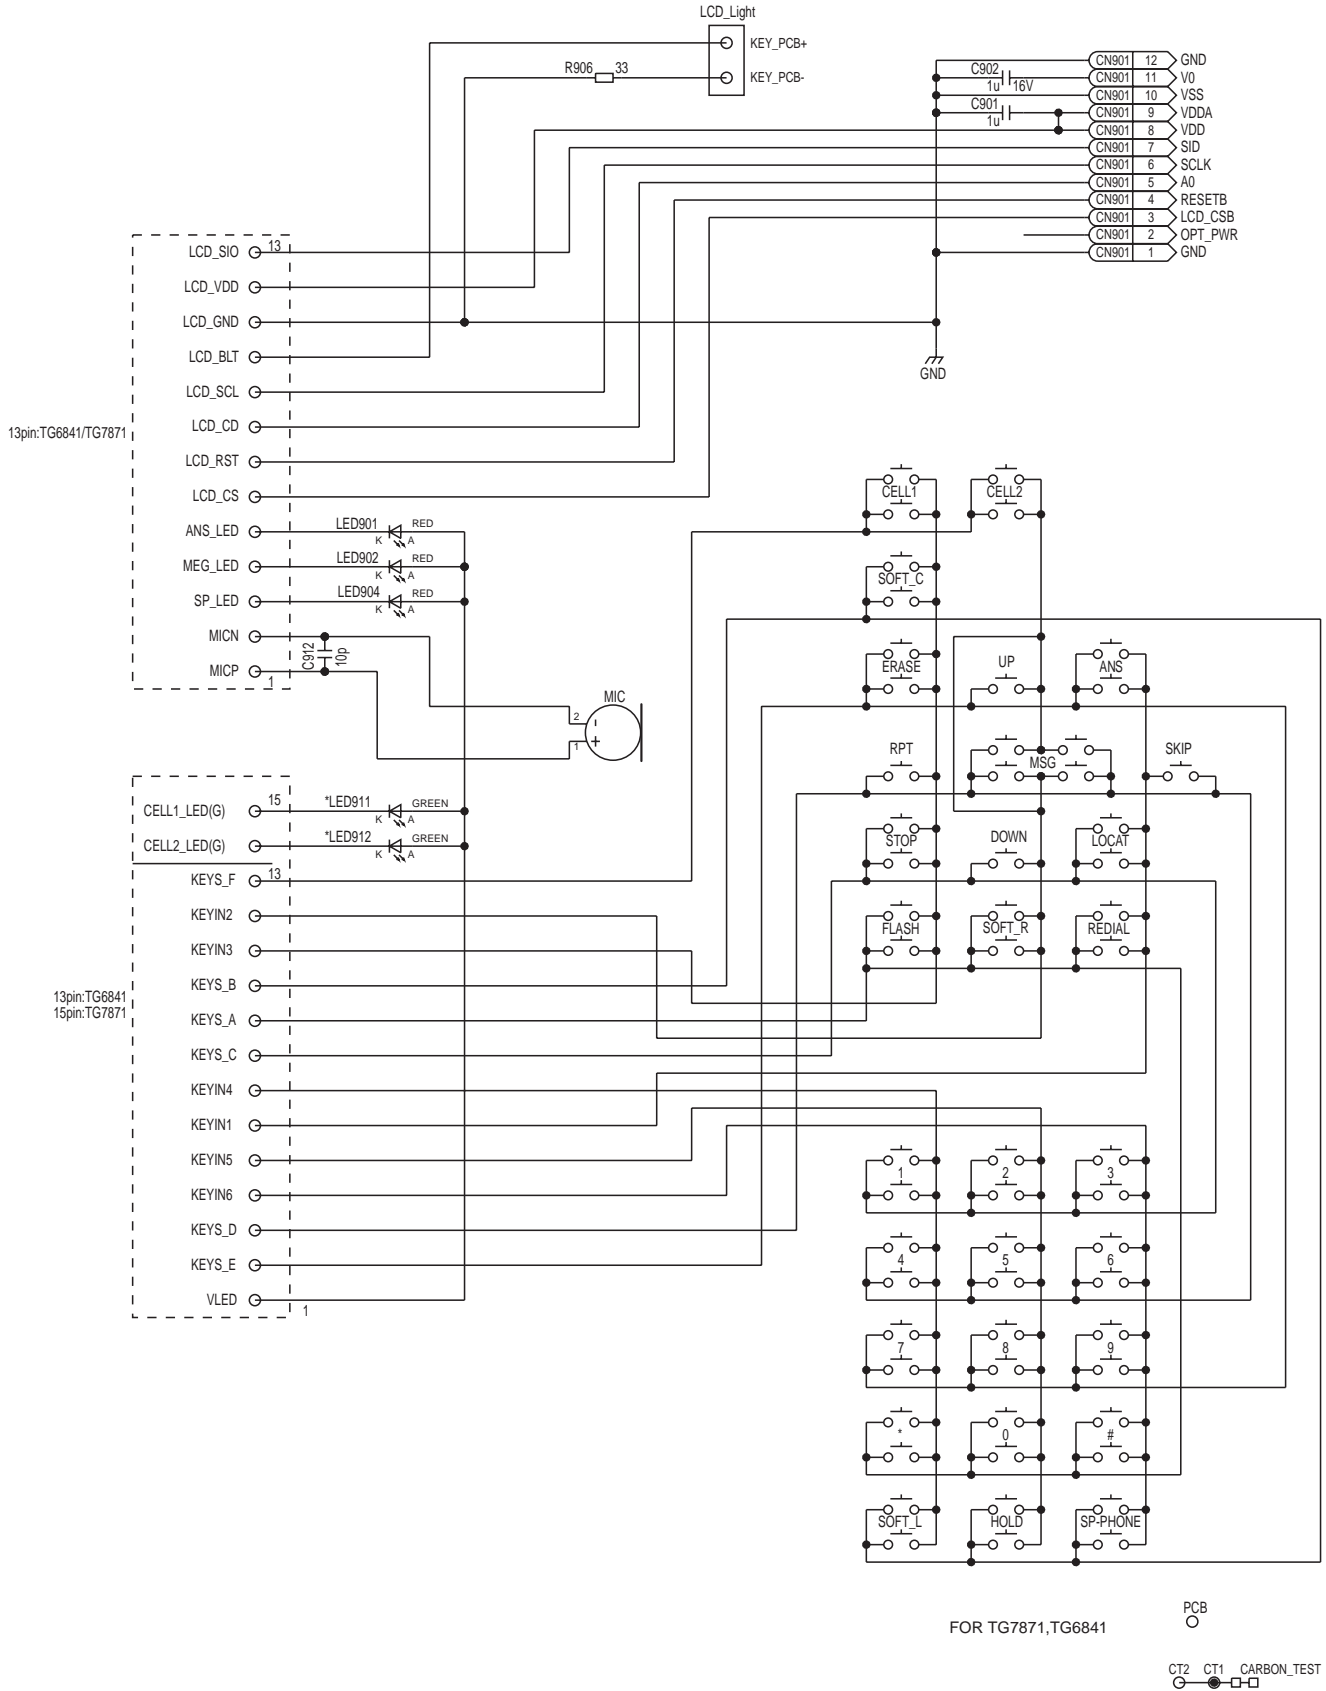 LCD_Light
KEY_PCB+
R906 33
KEY_PCB-
CN901 12 GND
C902
1u 16V
CN901 11 V0
CN901 10 VSS
C901
1u
CN901 9 VDDA
CN901 8 VDD
CN901 7 SID
CN901 6 SCLK
CN901 5 A0
CN901 4 RESETB
CN901 3 LCD_CSB
CN901 2 OPT_PWR
CN901 1 GND
GND
13pin:TG6841/TG7871
LCD_SIO 13
LCD_VDD
LCD_GND
LCD_BLT
LCD_SCL
LCD_CD
LCD_RST
LCD_CS
ANS_LED LED901 RED
K A
MEG_LED LED902 RED
K A
SP_LED LED904 RED
K A
MICN
C912 10p
MICP 1
MIC
2 -
1 +
13pin:TG6841
15pin:TG7871
CELL1_LED(G) 15 *LED911 GREEN
K A
CELL2_LED(G) *LED912 GREEN
K A
KEYS_F 13
KEYIN2
KEYIN3
KEYS_B
KEYS_A
KEYS_C
KEYIN4
KEYIN1
KEYIN5
KEYIN6
KEYS_D
KEYS_E
VLED 1
CELL1 CELL2
SOFT_C
ERASE UP ANS
RPT MSG SKIP
STOP DOWN LOCAT
FLASH SOFT_R REDIAL
1 2 3
4 5 6
7 8 9
* 0 #
SOFT_L HOLD SP-PHONE
FOR TG7871,TG6841
PCB
CT2 CT1 CARBON_TEST